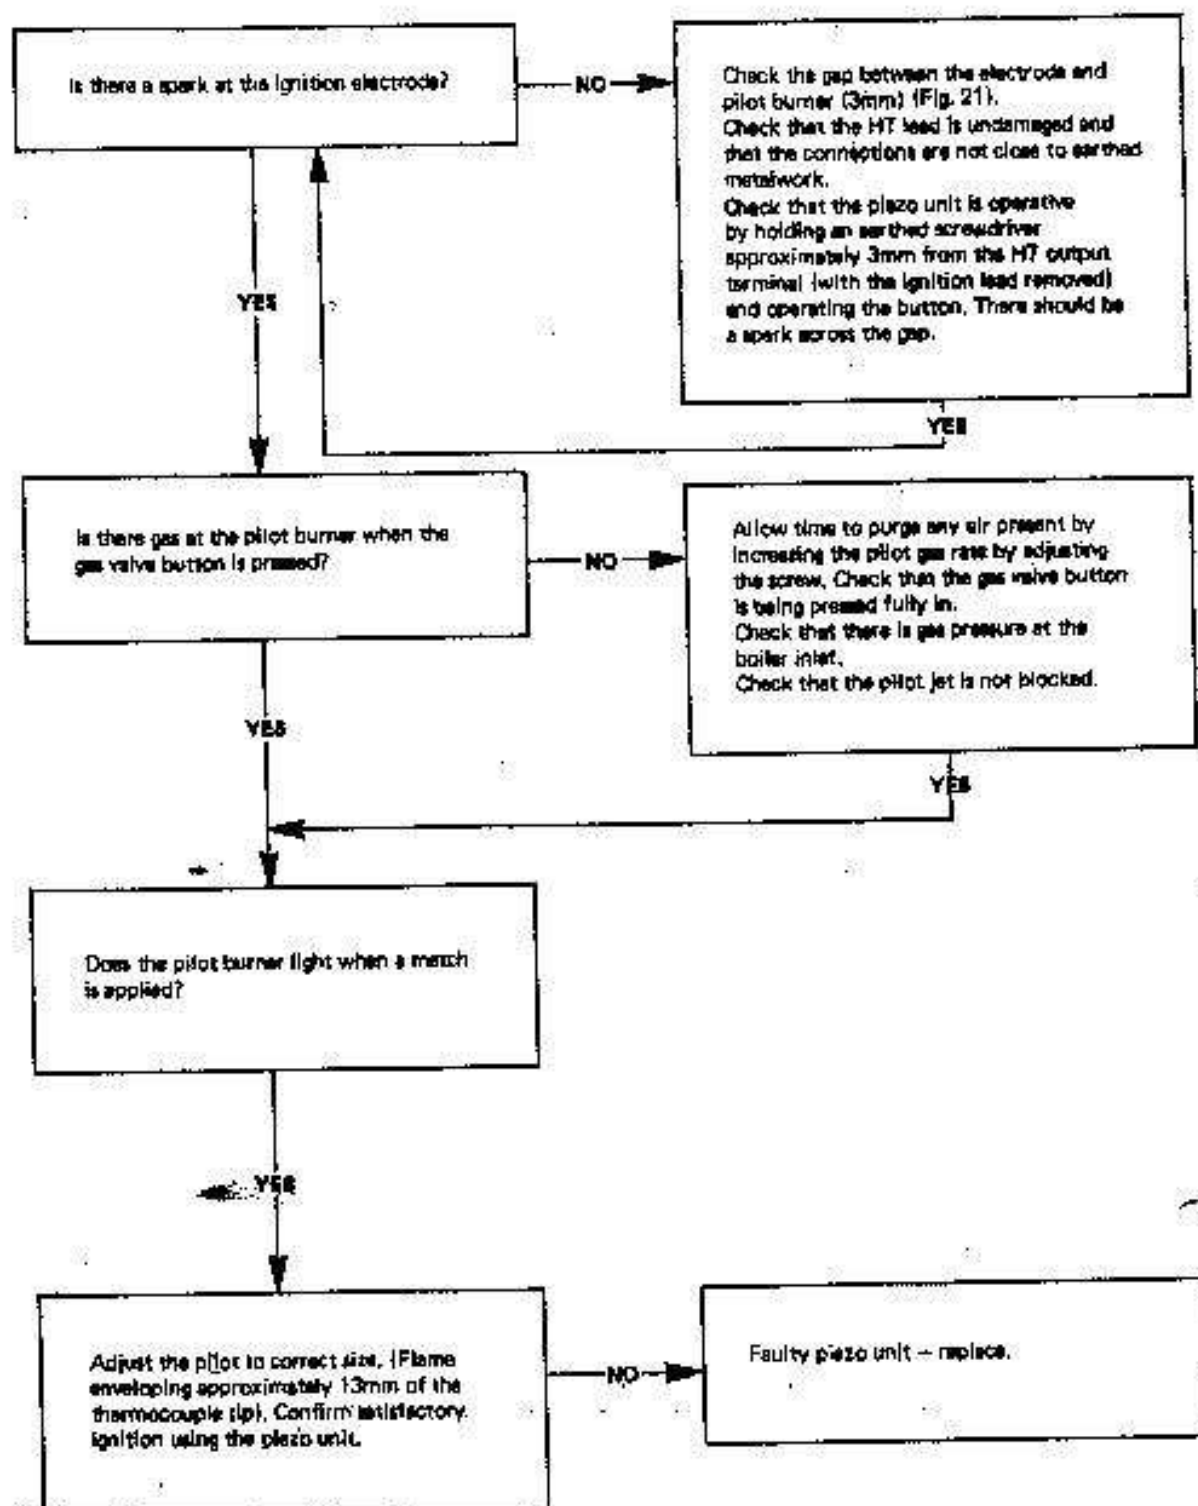 Is there a spark at the ignition electrode?
NO
Check the gap between the electrode and
pilot burner (3mm) (Fig. 21).
Check that the HT lead is undamaged and
that the connections are not close to earthed
metalwork.
Check that the piezo unit is operative
by holding an earthed screwdriver
approximately 3mm from the HT output
terminal (with the ignition lead removed)
and operating the button. There should be
a spark across the gap.
YES
YES
Is there gas at the pilot burner when the
gas valve button is pressed?
NO
Allow time to purge any air present by
increasing the pilot gas rate by adjusting
the screw. Check that the gas valve button
is being pressed fully in.
Check that there is gas pressure at the
boiler inlet.
Check that the pilot jet is not blocked.
YES
YES
Does the pilot burner light when a match
is applied?
YES
Adjust the pilot to correct size. (Flame
enveloping approximately 13mm of the
thermocouple tip). Confirm satisfactory
ignition using the piezo unit.
NO
Faulty piezo unit – replace.